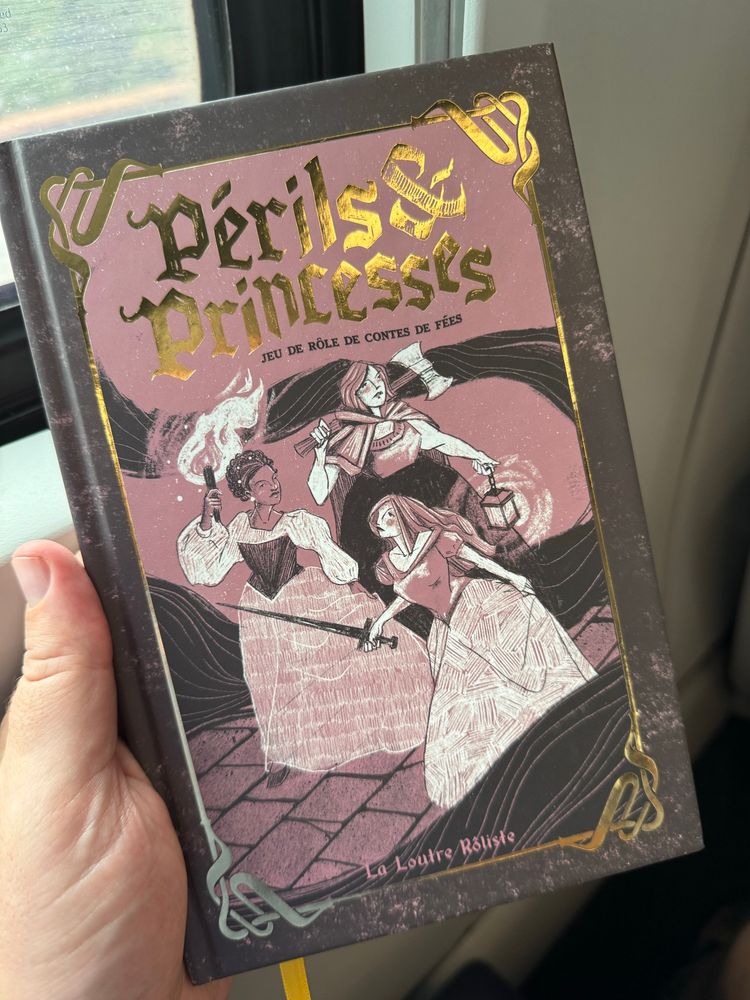 Périls &
Princesses
JEU DE RÔLE DE CONTES DE FÉES
La Loutre Rôliste